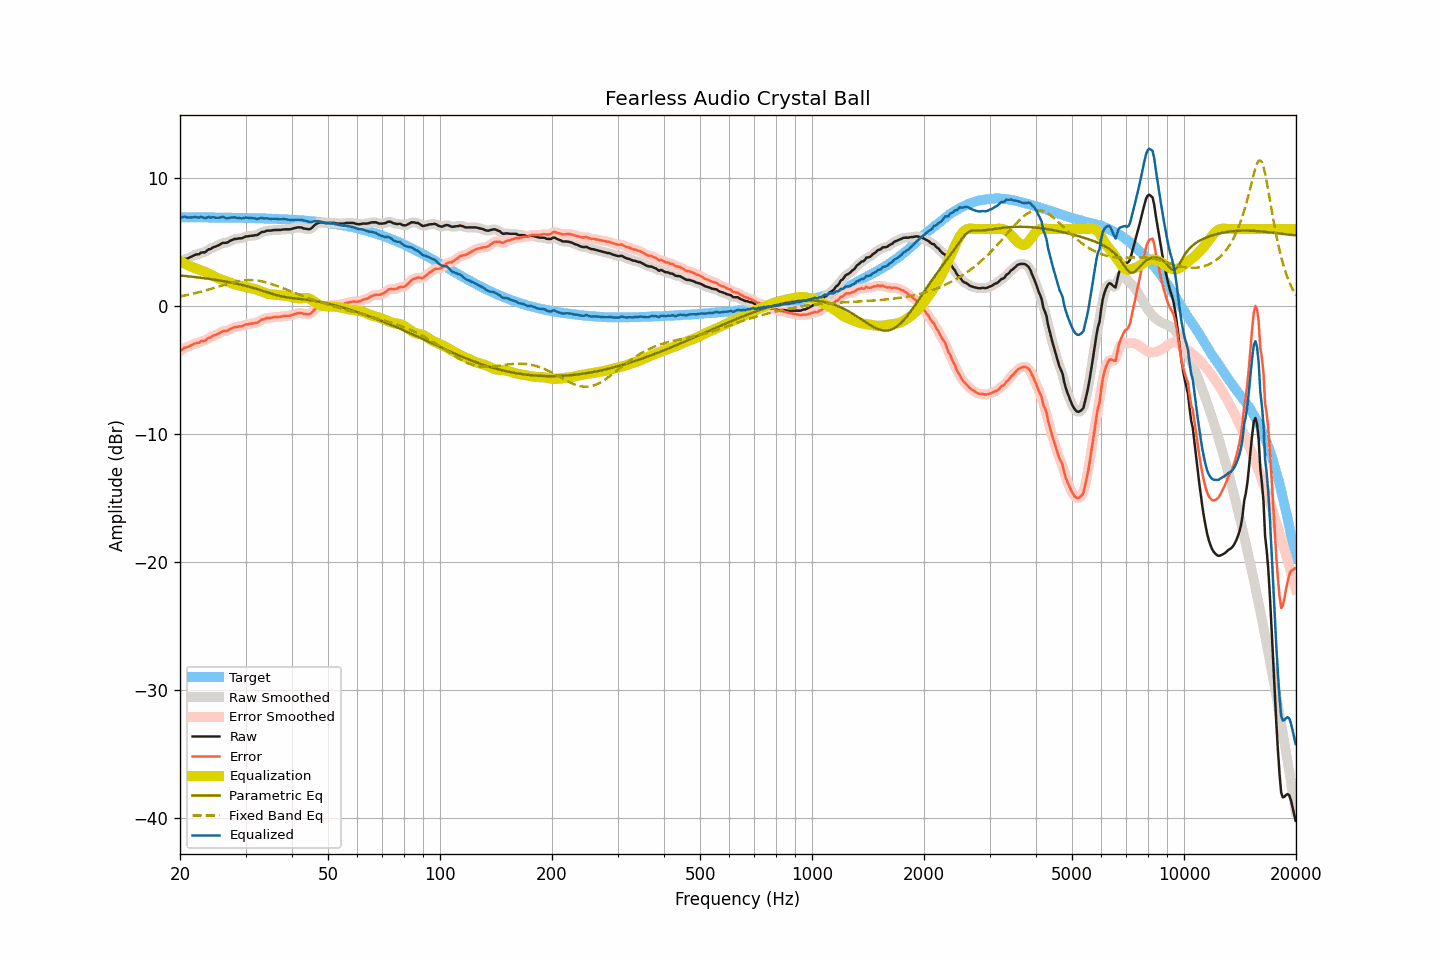 Fearless Audio Crystal Ball
Amplitude (dBr)
10
0
−10
−20
−30
−40
Target
Raw Smoothed
Error Smoothed
Raw
Error
Equalization
Parametric Eq
Fixed Band Eq
Equalized
20 50 100 200 500 1000 2000 5000 10000 20000
Frequency (Hz)